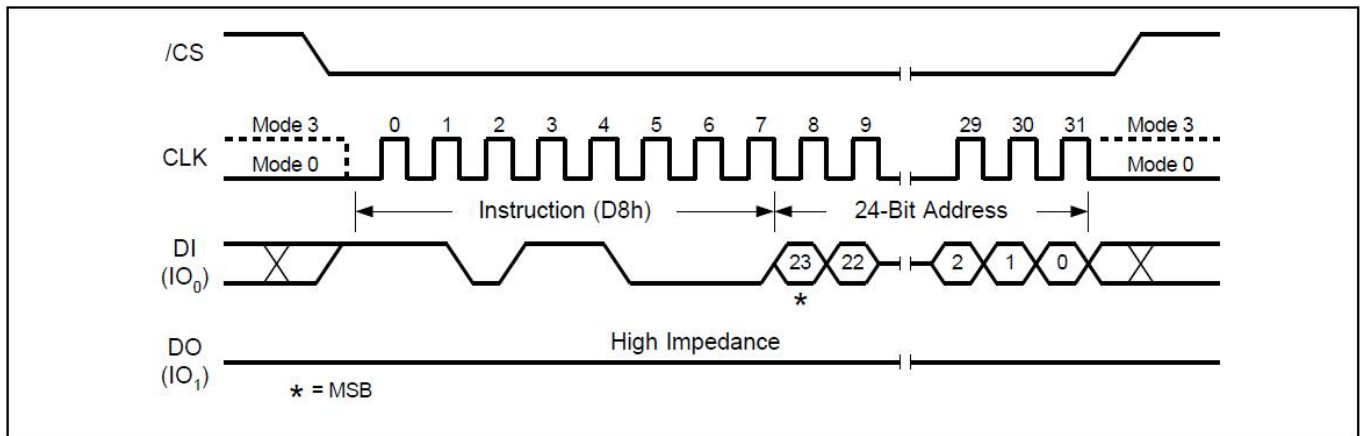 /CS
Mode 3 0 1 2 3 4 5 6 7 8 9 29 30 31 Mode 3
CLK
Mode 0 Mode 0
Instruction (D8h) 24-Bit Address
DI
(IO₀)
23 22 2 1 0
*
High Impedance
DO
(IO₁)
* = MSB